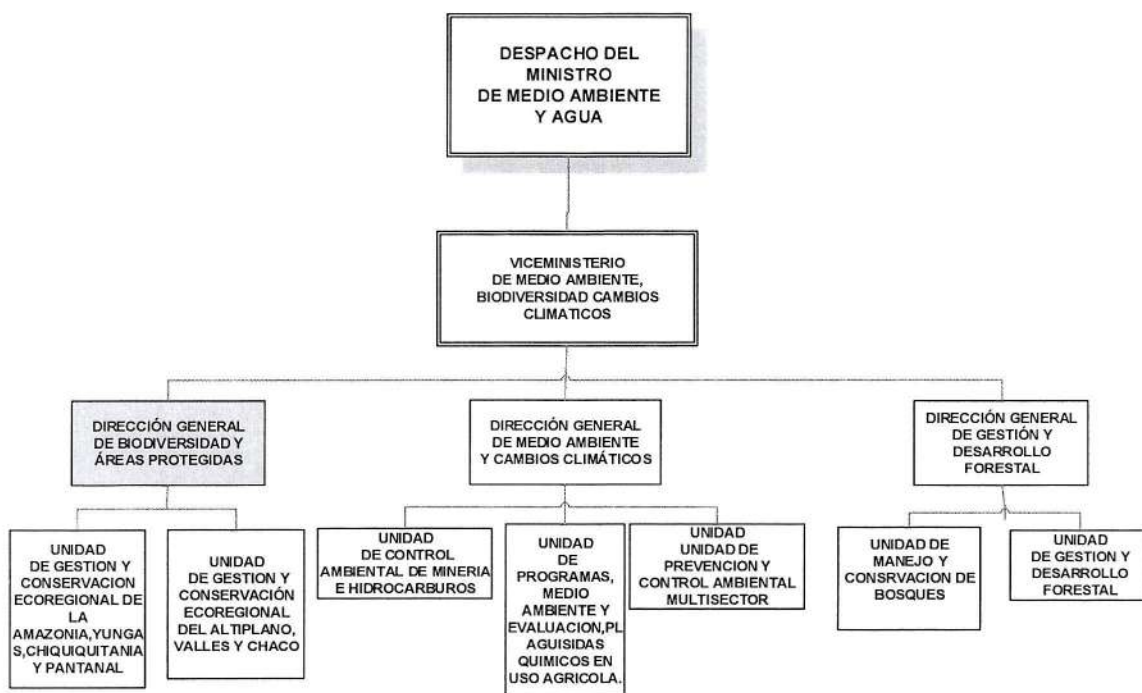 DESPACHO DEL
MINISTRO
DE MEDIO AMBIENTE
Y AGUA
VICEMINISTERIO
DE MEDIO AMBIENTE,
BIODIVERSIDAD CAMBIOS
CLIMATICOS
DIRECCIÓN GENERAL
DE BIODIVERSIDAD Y
ÁREAS PROTEGIDAS
DIRECCIÓN GENERAL
DE MEDIO AMBIENTE
Y CAMBIOS CLIMÁTICOS
DIRECCIÓN GENERAL
DE GESTIÓN Y
DESARROLLO
FORESTAL
UNIDAD
DE GESTION Y
CONSERVACION
ECOREGIONAL DE
LA
AMAZONIA,YUNGA
S,CHIQUIQUITANIA
Y PANTANAL
UNIDAD
DE GESTION Y
CONSERVACIÓN
ECOREGIONAL
DEL ALTIPLANO,
VALLES Y CHACO
UNIDAD
DE CONTROL
AMBIENTAL DE MINERIA
E HIDROCARBUROS
UNIDAD
DE
PROGRAMAS,
MEDIO
AMBIENTE Y
EVALUACION,PL
AGUISIDAS
QUIMICOS EN
USO AGRICOLA.
UNIDAD
UNIDAD DE
PREVENCION Y
CONTROL AMBIENTAL
MULTISECTOR
UNIDAD DE
MANEJO Y
CONSRVACION DE
BOSQUES
UNIDAD
DE GESTION Y
DESARROLLO
FORESTAL